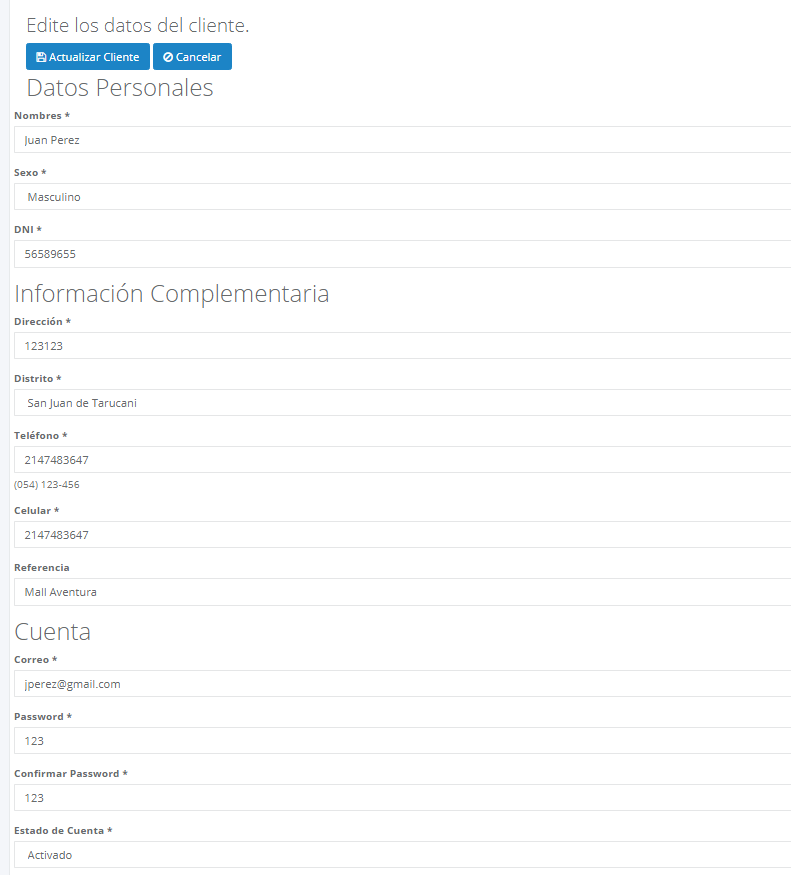 Edite los datos del cliente.
Actualizar Cliente Cancelar
Datos Personales
Nombres *
Juan Perez
Sexo *
Masculino
DNI *
56589655
Información Complementaria
Dirección *
123123
Distrito *
San Juan de Tarucani
Teléfono *
2147483647
(054) 123-456
Celular *
2147483647
Referencia
Mall Aventura
Cuenta
Correo *
jperez@gmail.com
Password *
123
Confirmar Password *
123
Estado de Cuenta *
Activado